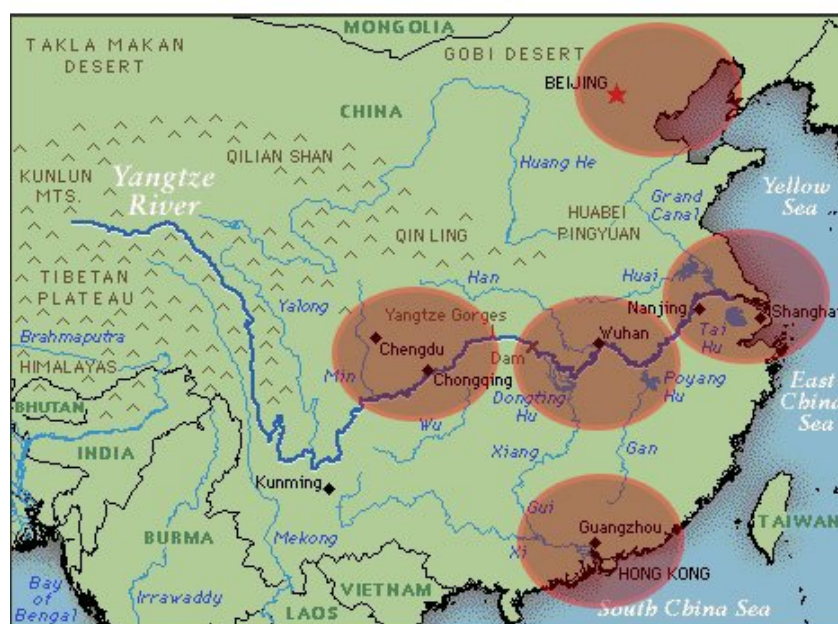 MONGOLIA
TAKLA MAKAN
DESERT
GOBI DESERT
BEIJING
CHINA
QILIAN SHAN
Huang He
KUNLUN
MTS.
Yangtze
River
Grand
Canal
Yellow
Sea
HUABEI
PINGYUAN
QIN LING
TIBETAN
PLATEAU
Yalong
Han
Huai
Nanjing
Shanghai
Yangtze Gorges
Brahmaputra
Chengdu
Wuhan
Tai
Hu
Dam
HIMALAYAS
Min
Chongqing
Dongting
Hu
Poyang
Hu
East
China
Sea
BHUTAN
Wu
INDIA
Xiang
Gan
Kunming
Gui
Guangzhou
TAIWAN
BURMA
Mekong
Xi
HONG KONG
VIETNAM
Bay
of
Bengal
Irrawaddy
LAOS
South China Sea